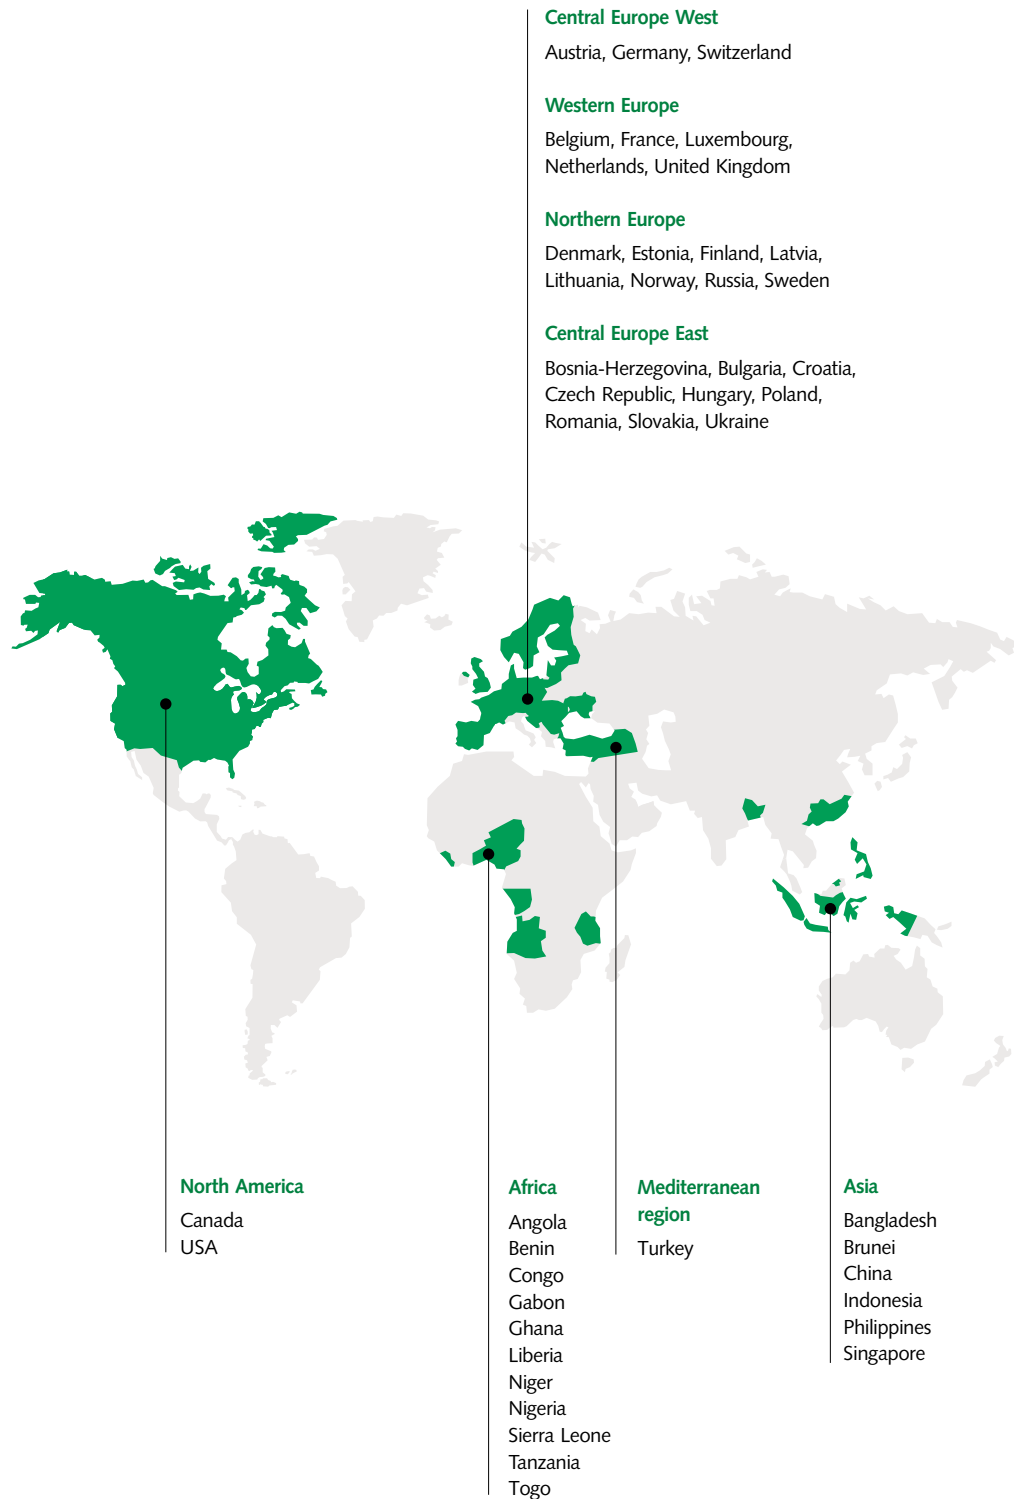 Central Europe West
Austria, Germany, Switzerland
Western Europe
Belgium, France, Luxembourg,
Netherlands, United Kingdom
Northern Europe
Denmark, Estonia, Finland, Latvia,
Lithuania, Norway, Russia, Sweden
Central Europe East
Bosnia-Herzegovina, Bulgaria, Croatia,
Czech Republic, Hungary, Poland,
Romania, Slovakia, Ukraine
North America
Canada
USA
Africa
Angola
Benin
Congo
Gabon
Ghana
Liberia
Niger
Nigeria
Sierra Leone
Tanzania
Togo
Mediterranean
region
Turkey
Asia
Bangladesh
Brunei
China
Indonesia
Philippines
Singapore